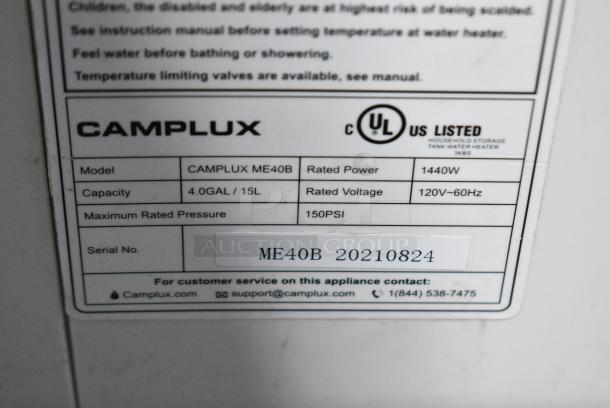 Children, the disabled and elderly are at highest risk of being scalded.
See instruction manual before setting temperature at water heater.
Feel water before bathing or showering.
Temperature limiting valves are available, see manual.
CAMPLUX
C UL US LISTED
HOUSEHOLD STORAGE
TANK WATER HEATER
Model CAMPLUX ME40B Rated Power 1440W
Capacity 4.0GAL / 15L Rated Voltage 120V~60Hz
Maximum Rated Pressure 150PSI
AUCTION GROUP
Serial No. ME40B 20210824
For customer service on this appliance contact:
Camplux.com support@camplux.com 1(844) 538-7475